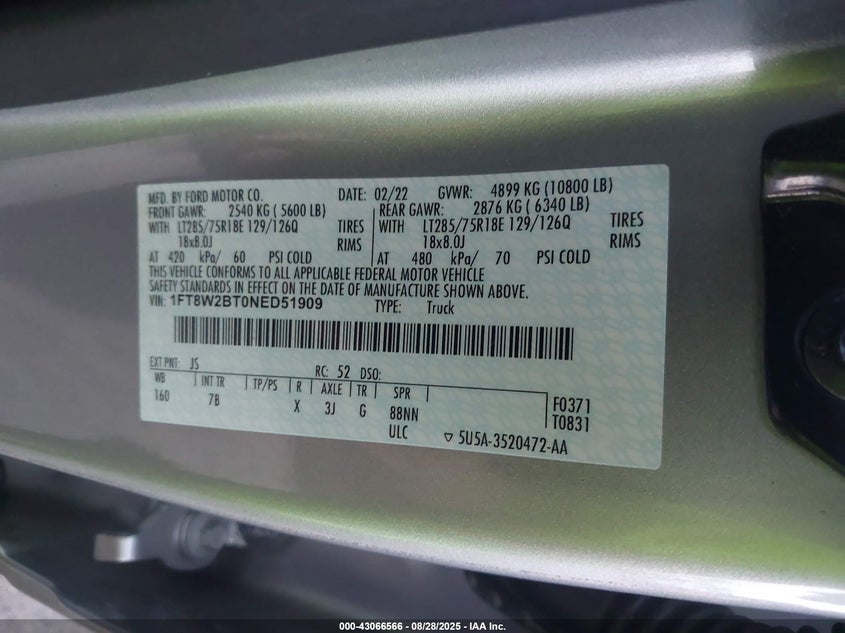 MFD. BY FORD MOTOR CO. DATE: 02/22 GVWR: 4899 KG (10800 LB)
FRONT GAWR: 2540 KG (5600 LB) REAR GAWR: 2876 KG (6340 LB)
WITH LT285/75R18E 129/126Q TIRES WITH LT285/75R18E 129/126Q TIRES
18x8.0J RIMS 18x8.0J RIMS
AT 420 kPa/ 60 PSI COLD AT 480 kPa/ 70 PSI COLD
THIS VEHICLE CONFORMS TO ALL APPLICABLE FEDERAL MOTOR VEHICLE
SAFETY STANDARDS IN EFFECT ON THE DATE OF MANUFACTURE SHOWN ABOVE.
VIN: 1FT8W2BT0NED51909 TYPE: Truck
EXT PNT: JS RC: 52 DSO:
WB INT TR TP/PS R AXLE TR SPR F0371
160 7B X 3J G 88NN T0831
ULC ▽ 5U5A-3520472-AA
000-43066566 - 08/28/2025 - IAA Inc.